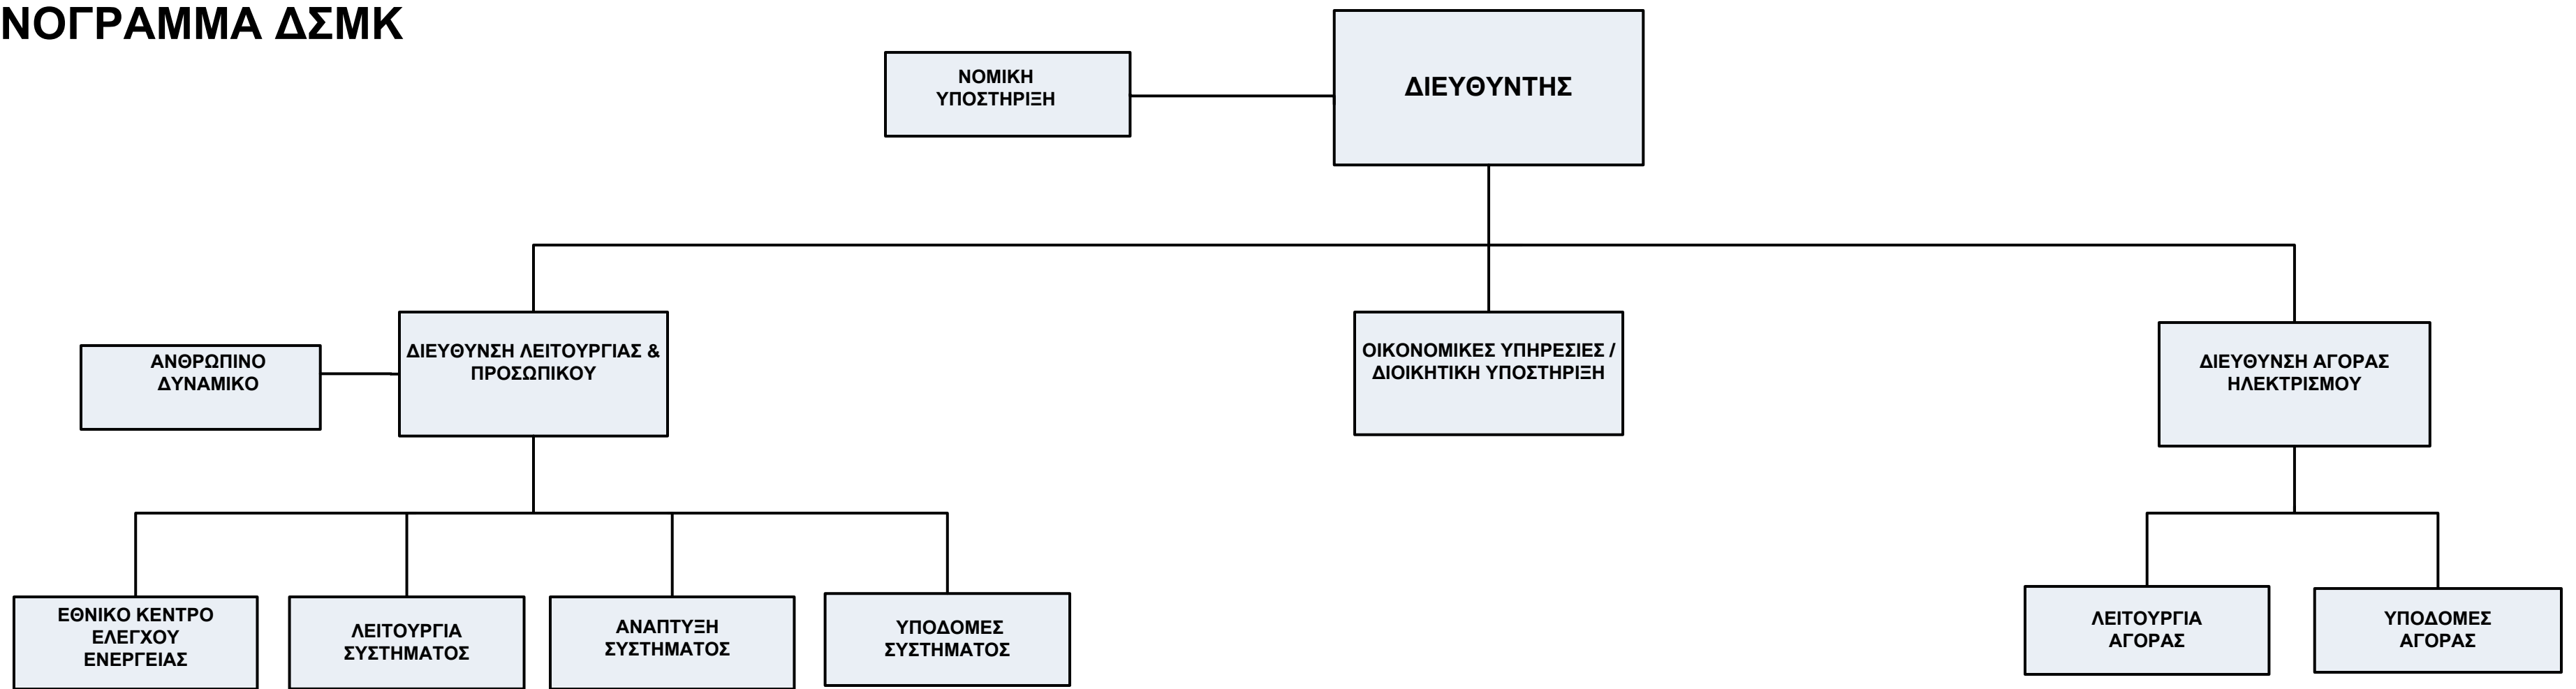 ΝΟΓΡΑΜΜΑ ΔΣΜΚ
ΝΟΜΙΚΗ
ΥΠΟΣΤΗΡΙΞΗ
ΔΙΕΥΘΥΝΤΗΣ
ΑΝΘΡΩΠΙΝΟ
ΔΥΝΑΜΙΚΟ
ΔΙΕΥΘΥΝΣΗ ΛΕΙΤΟΥΡΓΙΑΣ &
ΠΡΟΣΩΠΙΚΟΥ
ΟΙΚΟΝΟΜΙΚΕΣ ΥΠΗΡΕΣΙΕΣ /
ΔΙΟΙΚΗΤΙΚΗ ΥΠΟΣΤΗΡΙΞΗ
ΔΙΕΥΘΥΝΣΗ ΑΓΟΡΑΣ
ΗΛΕΚΤΡΙΣΜΟΥ
ΕΘΝΙΚΟ ΚΕΝΤΡΟ
ΕΛΕΓΧΟΥ
ΕΝΕΡΓΕΙΑΣ
ΛΕΙΤΟΥΡΓΙΑ
ΣΥΣΤΗΜΑΤΟΣ
ΑΝΑΠΤΥΞΗ
ΣΥΣΤΗΜΑΤΟΣ
ΥΠΟΔΟΜΕΣ
ΣΥΣΤΗΜΑΤΟΣ
ΛΕΙΤΟΥΡΓΙΑ
ΑΓΟΡΑΣ
ΥΠΟΔΟΜΕΣ
ΑΓΟΡΑΣ